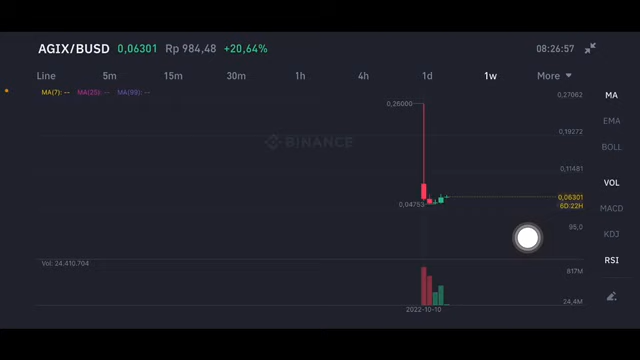 AGIX/BUSD 0,06301 Rp 984,48 +20,64% 08:26:57
Line 5m 15m 30m 1h 4h 1d 1w More
MA(7): -- MA(25): -- MA(99): --
0,27062
MA
0,26000
EMA
0,19272
BINANCE
BOLL
0,11481
VOL
0,06301
0,04793
6D:22H
MACD
95,0
KDJ
Vol: 24.410.704
RSI
817M
24,4M
2022-10-10